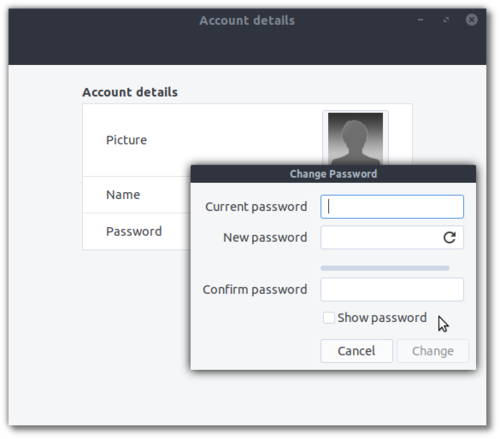 Account details
Account details
Picture
Change Password
Name
Current password
Password
New password
Confirm password
Show password
Cancel
Change